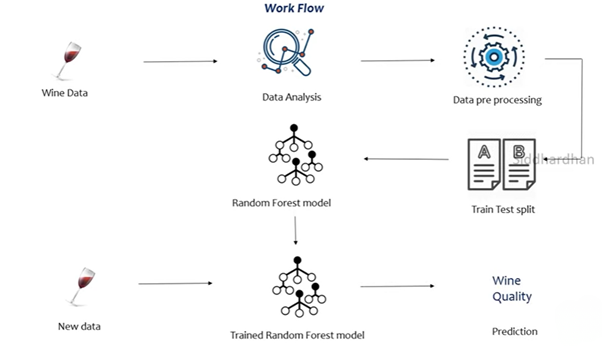 Work Flow
Wine Data
Data Analysis
Data pre processing
A B
Siddhardhan
Random Forest model
Train Test split
Wine
Quality
New data
Trained Random Forest model
Prediction